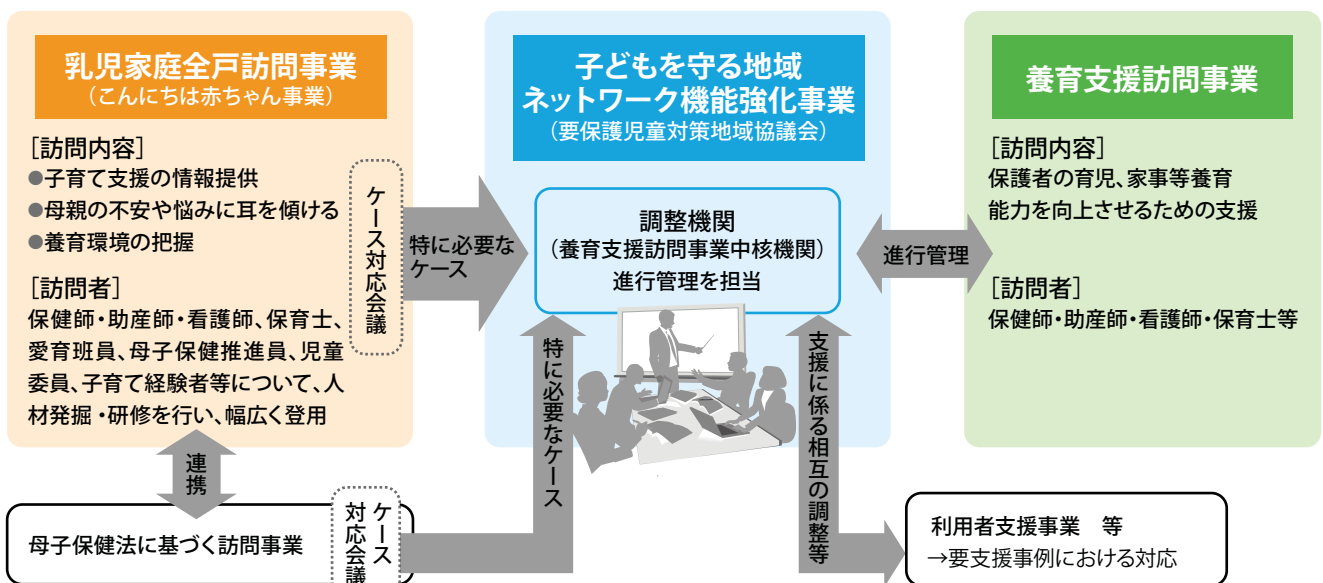 乳児家庭全戸訪問事業
（こんにちは赤ちゃん事業）
［訪問内容］
●子育て支援の情報提供
●母親の不安や悩みに耳を傾ける
●養育環境の把握
［訪問者］
保健師・助産師・看護師、保育士、
愛育班員、母子保健推進員、児童
委員、子育て経験者等について、人
材発掘・研修を行い、幅広く登用
ケース対応会議
特に必要な
ケース
連携
母子保健法に基づく訪問事業
ケース
対応会議
子どもを守る地域
ネットワーク機能強化事業
（要保護児童対策地域協議会）
調整機関
（養育支援訪問事業中核機関）
進行管理を担当
特に必要なケース
支援に係る相互の調整等
進行管理
養育支援訪問事業
［訪問内容］
保護者の育児、家事等養育
能力を向上させるための支援
［訪問者］
保健師・助産師・看護師・保育士等
利用者支援事業　等
→要支援事例における対応